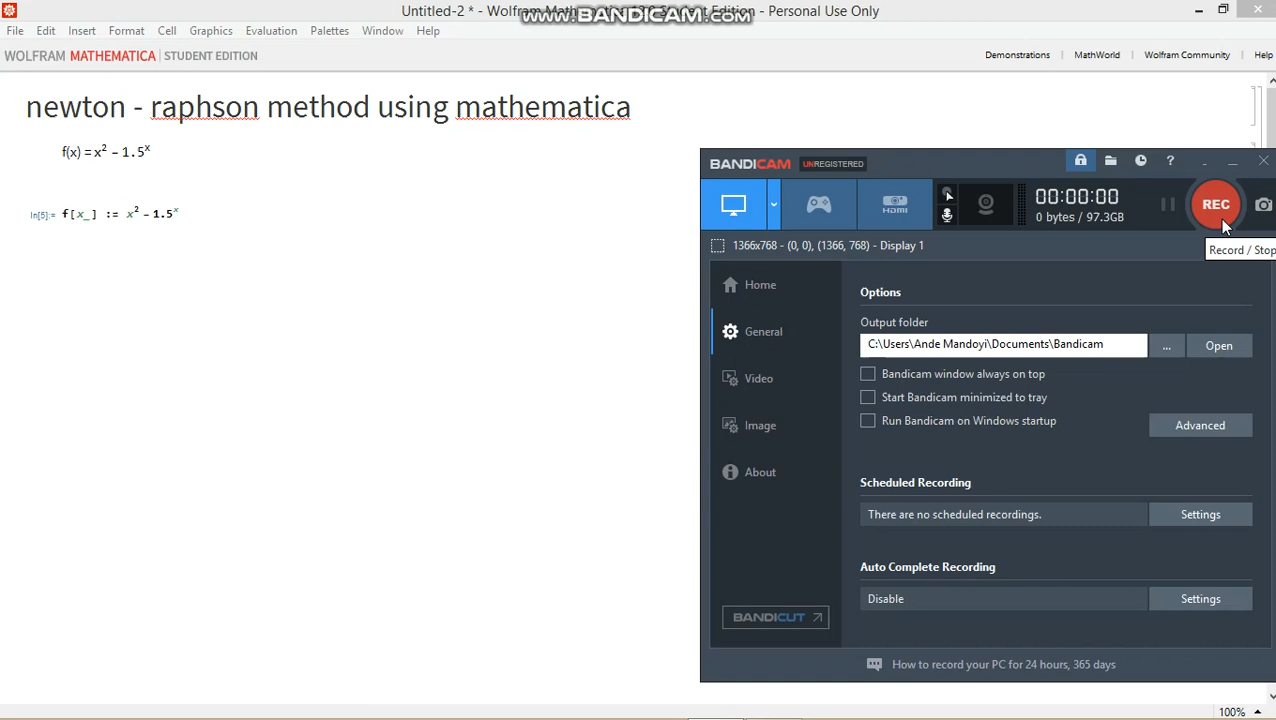 Untitled-2 * - Wolfram Mathematica Student Edition - Personal Use Only
www.BANDICAM.com
File Edit Insert Format Cell Graphics Evaluation Palettes Window Help
WOLFRAM MATHEMATICA | STUDENT EDITION
Demonstrations MathWorld Wolfram Community Help
newton - raphson method using mathematica
f(x) = x² − 1.5ˣ
In[5]:= f[x_] := x² − 1.5ˣ
BANDICAM UNREGISTERED
?
HDMI
00:00:00
0 bytes / 97.3GB
REC
1366x768 - (0, 0), (1366, 768) - Display 1
Record / Stop
Home
General
Video
Image
About
BANDICUT
Options
Output folder
C:\Users\Ande Mandoyi\Documents\Bandicam ... Open
Bandicam window always on top
Start Bandicam minimized to tray
Run Bandicam on Windows startup
Advanced
Scheduled Recording
There are no scheduled recordings. Settings
Auto Complete Recording
Disable Settings
How to record your PC for 24 hours, 365 days
100%